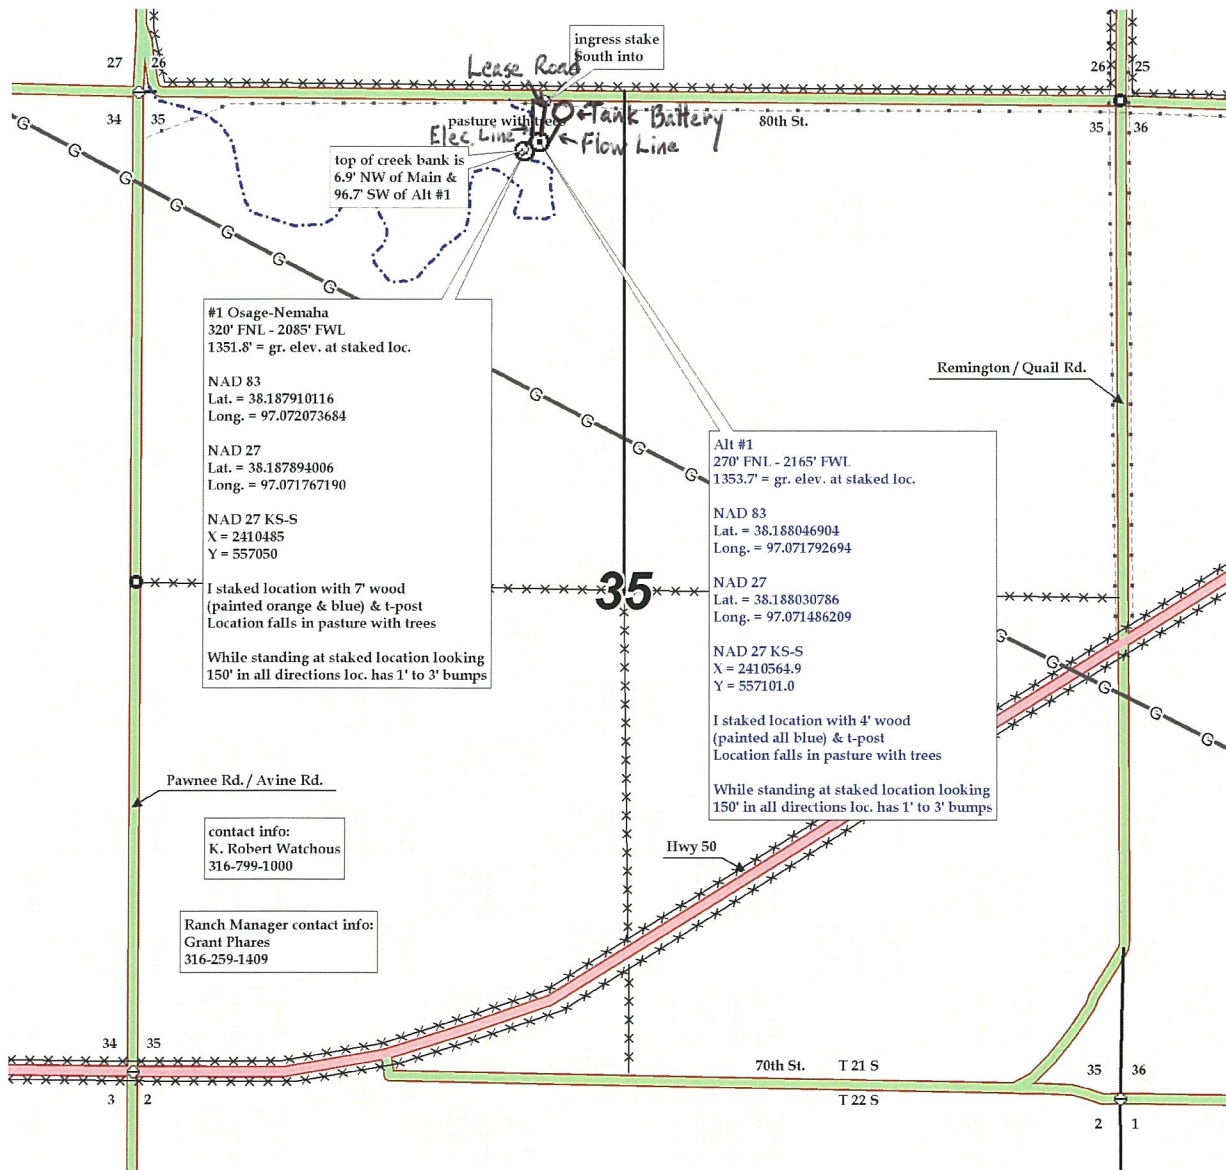 ingress stake
South into
27
26
26
25
Lease Road
34
35
pasture with trees
Tank Battery
80th St.
35
36
Elec. Line
Flow Line
top of creek bank is
6.9' NW of Main &
96.7' SW of Alt #1
G
G
G
G
G
G
G
#1 Osage-Nemaha
320' FNL - 2085' FWL
1351.8' = gr. elev. at staked loc.
NAD 83
Lat. = 38.187910116
Long. = 97.072073684
NAD 27
Lat. = 38.187894006
Long. = 97.071767190
NAD 27 KS-S
X = 2410485
Y = 557050
I staked location with 7' wood
(painted orange & blue) & t-post
Location falls in pasture with trees
While standing at staked location looking
150' in all directions loc. has 1' to 3' bumps
Remington / Quail Rd.
G
G
G
G
Alt #1
270' FNL - 2165' FWL
1353.7' = gr. elev. at staked loc.
NAD 83
Lat. = 38.188046904
Long. = 97.071792694
NAD 27
Lat. = 38.188030786
Long. = 97.071486209
NAD 27 KS-S
X = 2410564.9
Y = 557101.0
I staked location with 4' wood
(painted all blue) & t-post
Location falls in pasture with trees
While standing at staked location looking
150' in all directions loc. has 1' to 3' bumps
35
G
G
G
G
G
Pawnee Rd. / Avine Rd.
contact info:
K. Robert Watchous
316-799-1000
Hwy 50
Ranch Manager contact info:
Grant Phares
316-259-1409
34
35
70th St.
T 21 S
35
36
3
2
T 22 S
2
1